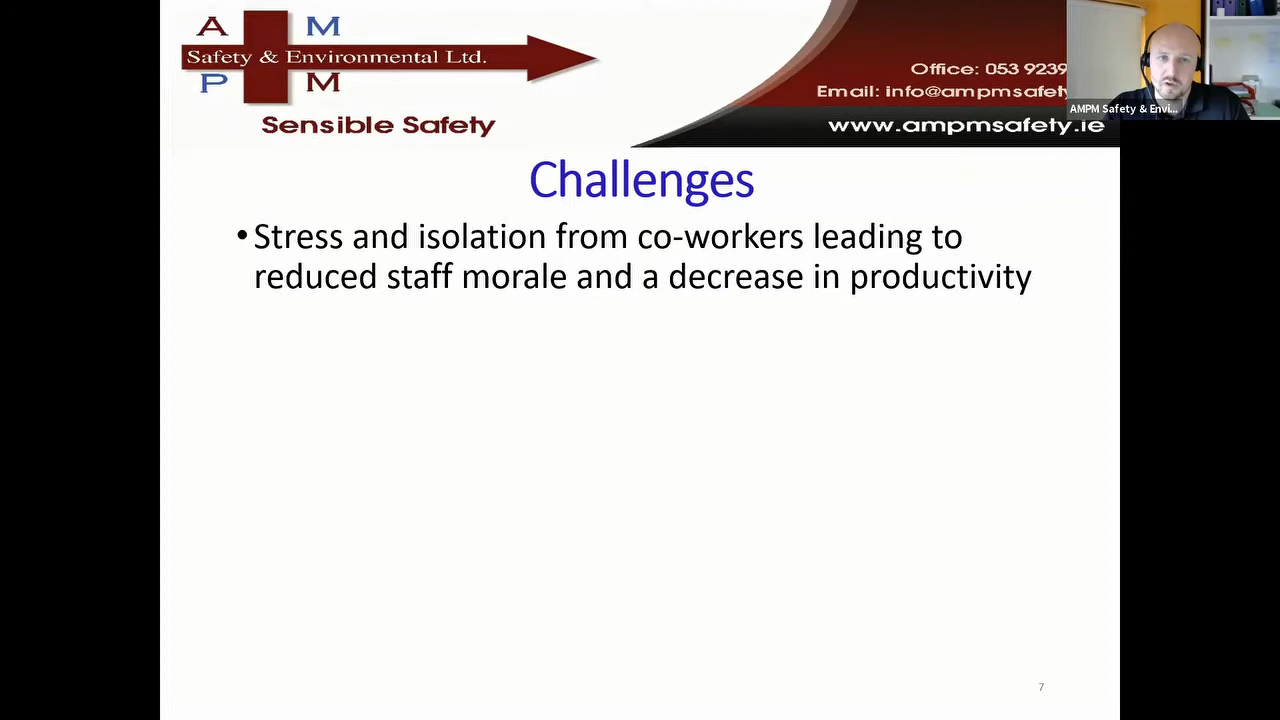 A M
Safety & Environmental Ltd.
P M
Sensible Safety
Office: 053 9239
Email: info@ampmsafety
www.ampmsafety.ie
AMPM Safety & Envi...
Challenges
• Stress and isolation from co-workers leading to
reduced staff morale and a decrease in productivity
7